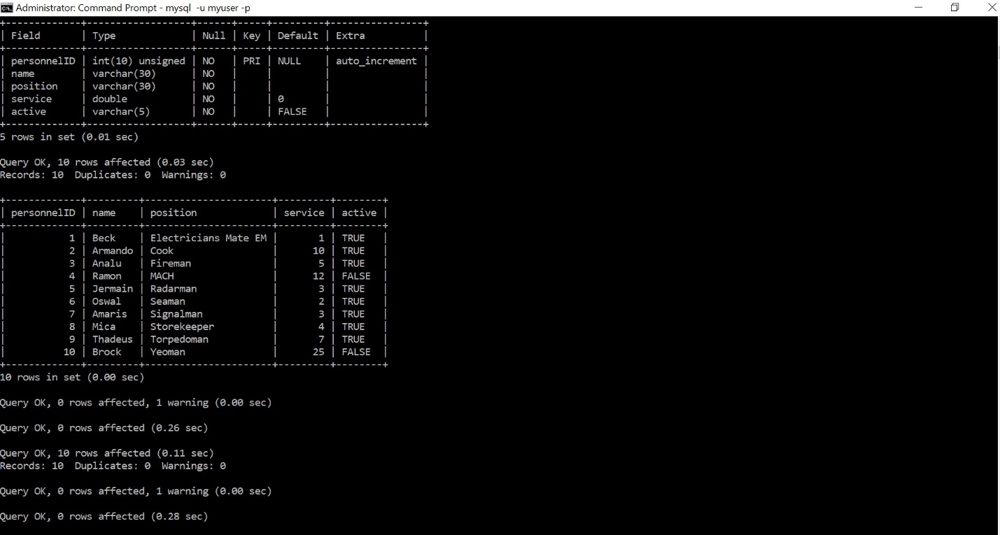 Administrator: Command Prompt - mysql -u myuser -p
+-------------+------------------+------+-----+---------+----------------+
| Field       | Type             | Null | Key | Default | Extra          |
+-------------+------------------+------+-----+---------+----------------+
| personnelID | int(10) unsigned | NO   | PRI | NULL    | auto_increment |
| name        | varchar(30)      | NO   |     |         |                |
| position    | varchar(30)      | NO   |     |         |                |
| service     | double           | NO   |     | 0       |                |
| active      | varchar(5)       | NO   |     | FALSE   |                |
+-------------+------------------+------+-----+---------+----------------+
5 rows in set (0.01 sec)
Query OK, 10 rows affected (0.03 sec)
Records: 10  Duplicates: 0  Warnings: 0
+-------------+---------+----------------------+---------+--------+
| personnelID | name    | position             | service | active |
+-------------+---------+----------------------+---------+--------+
|           1 | Beck    | Electricians Mate EM |       1 | TRUE   |
|           2 | Armando | Cook                 |      10 | TRUE   |
|           3 | Analu   | Fireman              |       5 | TRUE   |
|           4 | Ramon   | MACH                 |      12 | FALSE  |
|           5 | Jermain | Radarman             |       3 | TRUE   |
|           6 | Oswal   | Seaman               |       2 | TRUE   |
|           7 | Amaris  | Signalman            |       3 | TRUE   |
|           8 | Mica    | Storekeeper          |       4 | TRUE   |
|           9 | Thadeus | Torpedoman           |       7 | TRUE   |
|          10 | Brock   | Yeoman               |      25 | FALSE  |
+-------------+---------+----------------------+---------+--------+
10 rows in set (0.00 sec)
Query OK, 0 rows affected, 1 warning (0.00 sec)
Query OK, 0 rows affected (0.26 sec)
Query OK, 10 rows affected (0.11 sec)
Records: 10  Duplicates: 0  Warnings: 0
Query OK, 0 rows affected, 1 warning (0.00 sec)
Query OK, 0 rows affected (0.28 sec)